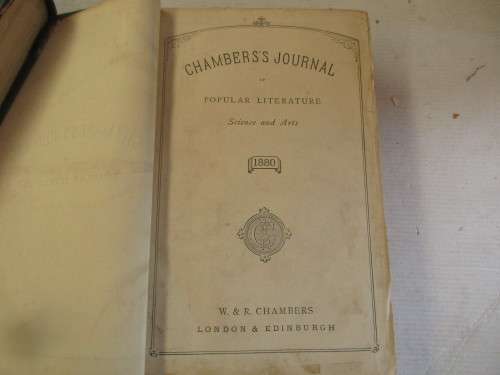 CHAMBERS'S JOURNAL
OF
POPULAR LITERATURE
Science and Arts
1880
W. & R. CHAMBERS
LONDON & EDINBURGH